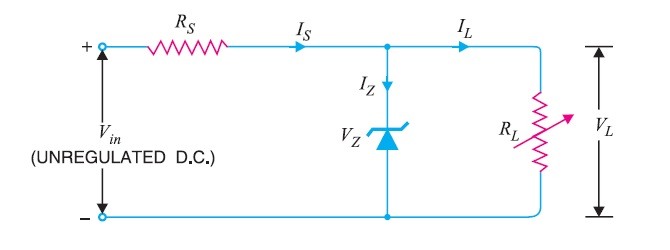 R_S
I_S
I_L
+
I_Z
V_in
(UNREGULATED D.C.)
V_Z
R_L
V_L
–